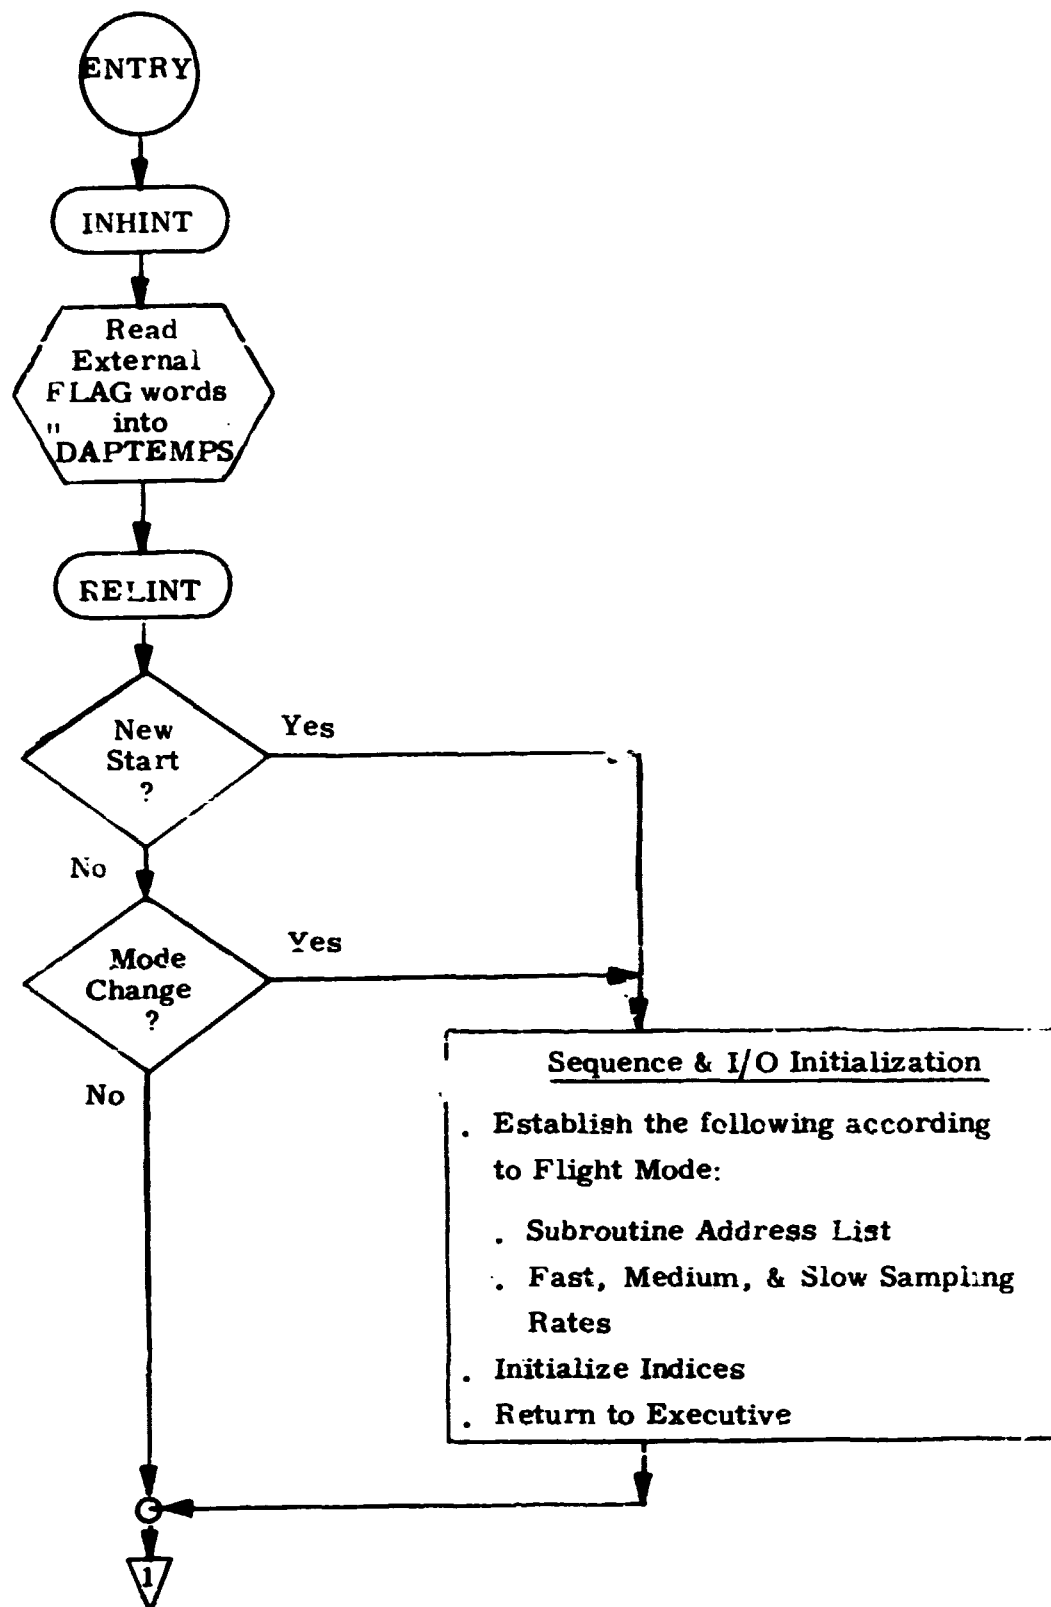 ENTRY
INHINT
Read
External
FLAG words
" into
DAPTEMPS
RELINT
New
Start
?
Yes
No
Mode
Change
?
Yes
No
Sequence & I/O Initialization
. Establish the following according
to Flight Mode:
. Subroutine Address List
. Fast, Medium, & Slow Sampling
Rates
. Initialize Indices
. Return to Executive
1